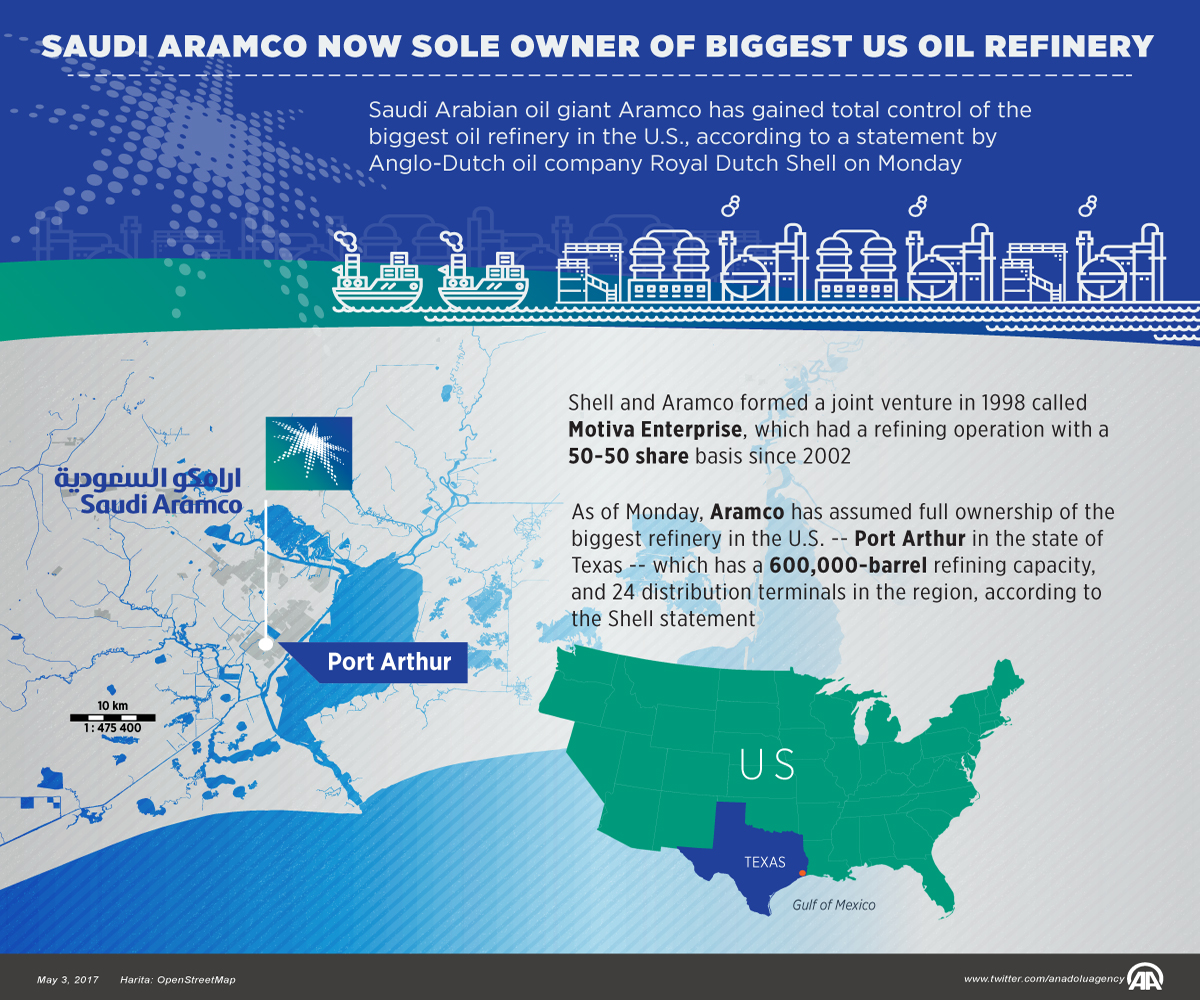 SAUDI ARAMCO NOW SOLE OWNER OF BIGGEST US OIL REFINERY
Saudi Arabian oil giant Aramco has gained total control of the
biggest oil refinery in the U.S., according to a statement by
Anglo-Dutch oil company Royal Dutch Shell on Monday
Shell and Aramco formed a joint venture in 1998 called
Motiva Enterprise, which had a refining operation with a
50-50 share basis since 2002
ارامكو السعودية
Saudi Aramco
As of Monday, Aramco has assumed full ownership of the
biggest refinery in the U.S. -- Port Arthur in the state of
Texas -- which has a 600,000-barrel refining capacity,
and 24 distribution terminals in the region, according to
the Shell statement
Port Arthur
10 km
1 : 475 400
US
TEXAS
Gulf of Mexico
May 3, 2017 Harita: OpenStreetMap
www.twitter.com/anadoluagency AA